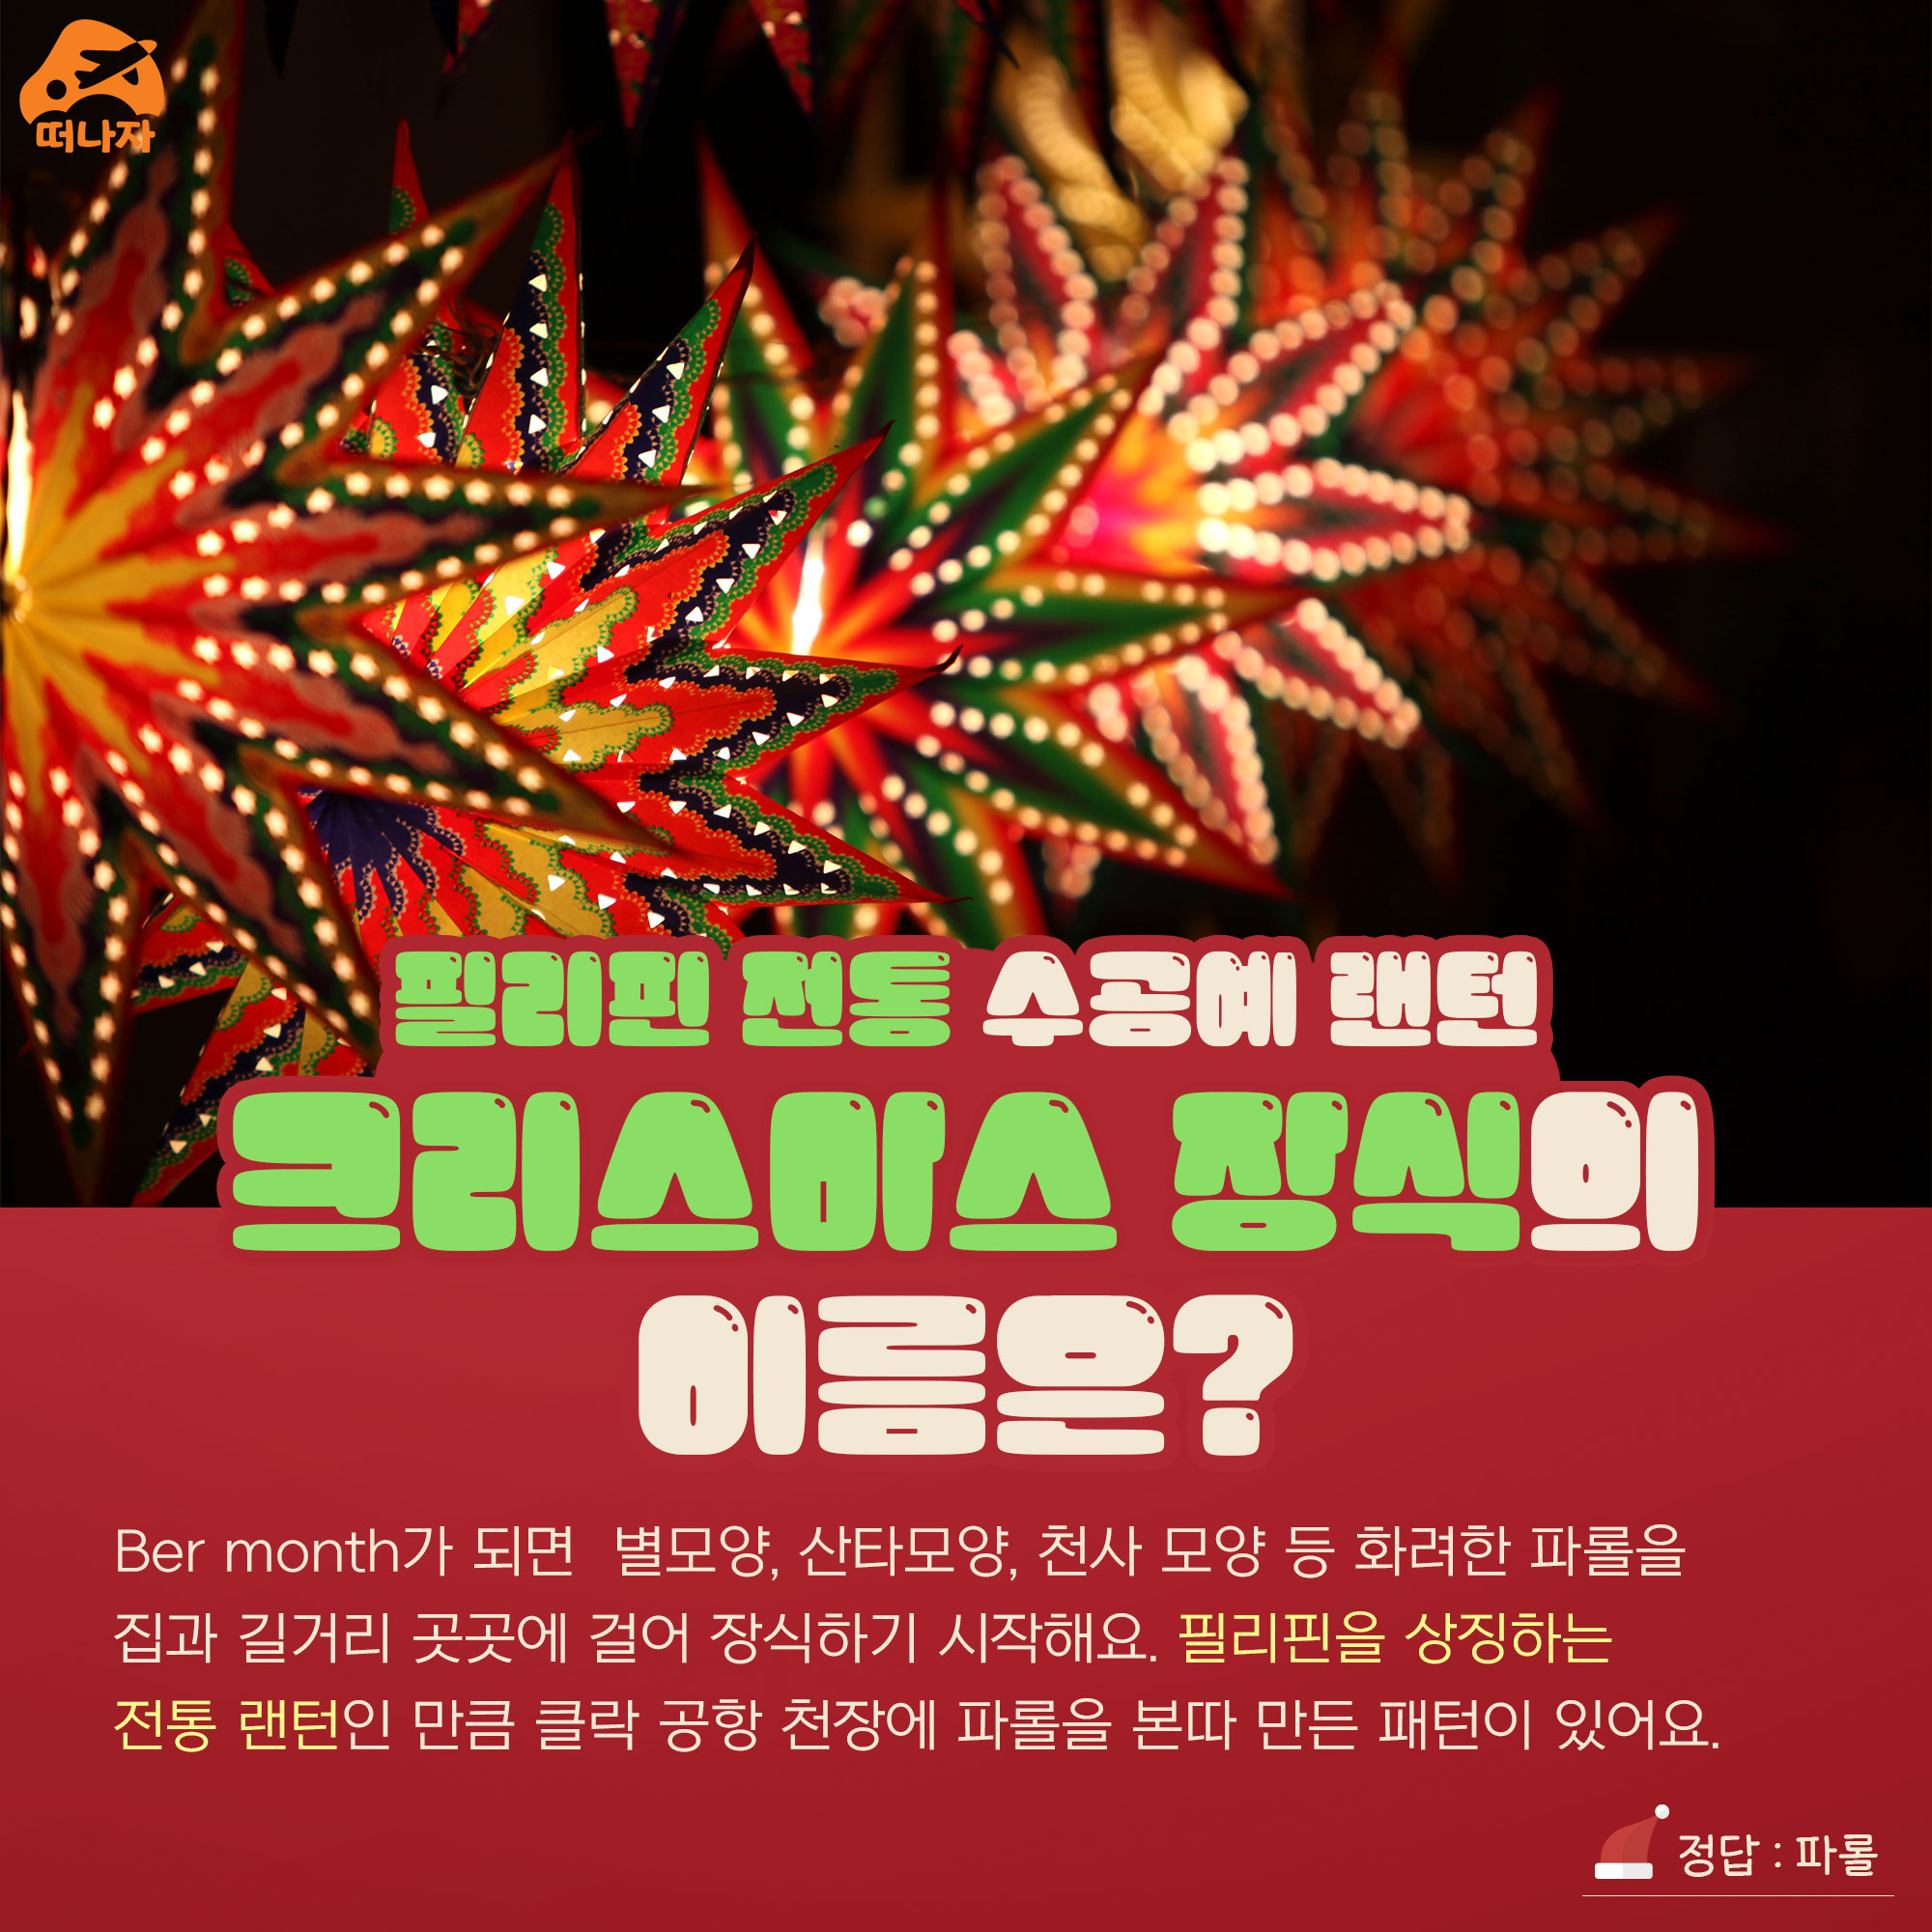 떠나자
필리핀 전통 수공예 랜턴
크리스마스 장식의
이름은?
Ber month가 되면 별모양, 산타모양, 천사 모양 등 화려한 파롤을
집과 길거리 곳곳에 걸어 장식하기 시작해요. 필리핀을 상징하는
전통 랜턴인 만큼 클락 공항 천장에 파롤을 본따 만든 패턴이 있어요.
정답 : 파롤